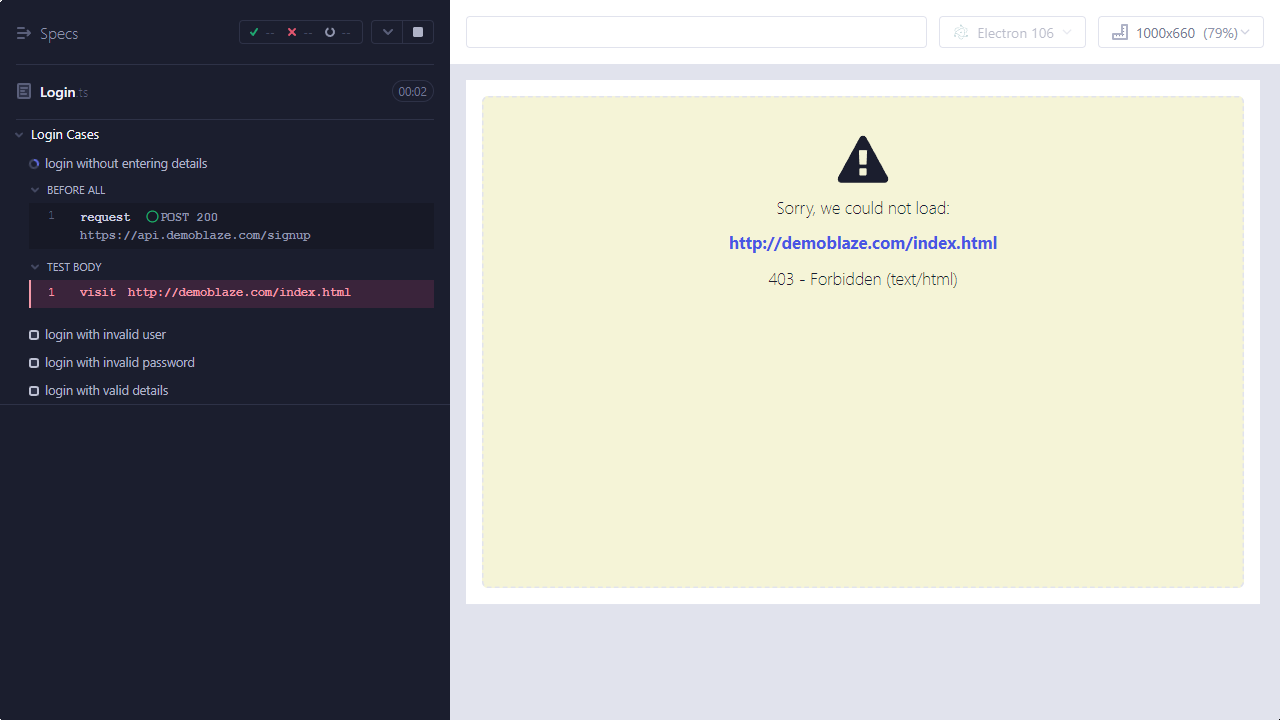 Specs
-- -- --
Electron 106
1000x660 (79%)
Login.ts
00:02
Login Cases
login without entering details
BEFORE ALL
1 request POST 200
https://api.demoblaze.com/signup
TEST BODY
1 visit http://demoblaze.com/index.html
login with invalid user
login with invalid password
login with valid details
Sorry, we could not load:
http://demoblaze.com/index.html
403 - Forbidden (text/html)